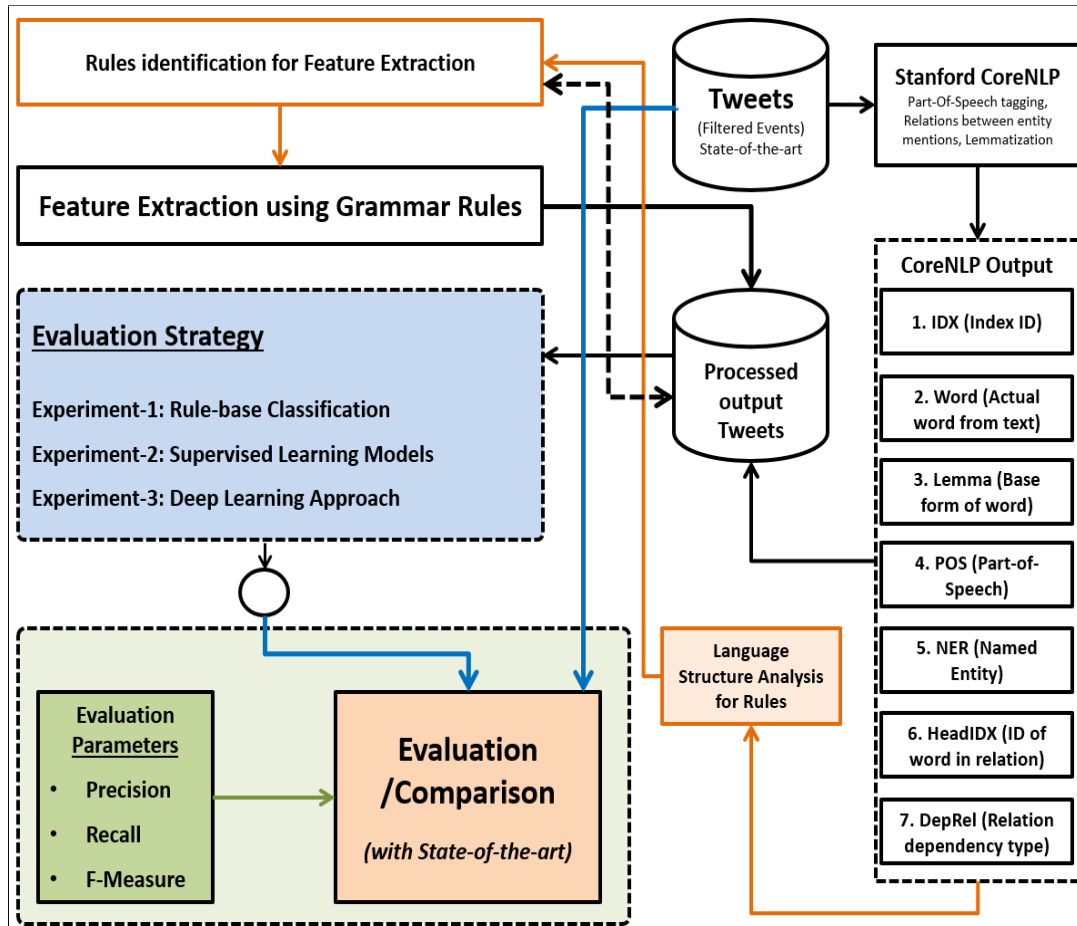 Rules identification for Feature Extraction
Tweets
(Filtered Events)
State-of-the-art
Stanford CoreNLP
Part-Of-Speech tagging,
Relations between entity
mentions, Lemmatization
Feature Extraction using Grammar Rules
CoreNLP Output
1. IDX (Index ID)
2. Word (Actual
word from text)
3. Lemma (Base
form of word)
4. POS (Part-of-
Speech)
5. NER (Named
Entity)
6. HeadIDX (ID of
word in relation)
7. DepRel (Relation
dependency type)
Evaluation Strategy
Experiment-1: Rule-base Classification
Experiment-2: Supervised Learning Models
Experiment-3: Deep Learning Approach
Processed
output
Tweets
Language
Structure Analysis
for Rules
Evaluation
Parameters
• Precision
• Recall
• F-Measure
Evaluation
/Comparison
(with State-of-the-art)